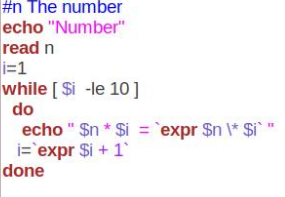 #n The number
echo "Number"
read n
i=1
while [ $i -le 10 ]
do
echo " $n * $i = `expr $n \* $i` "
i=`expr $i + 1`
done